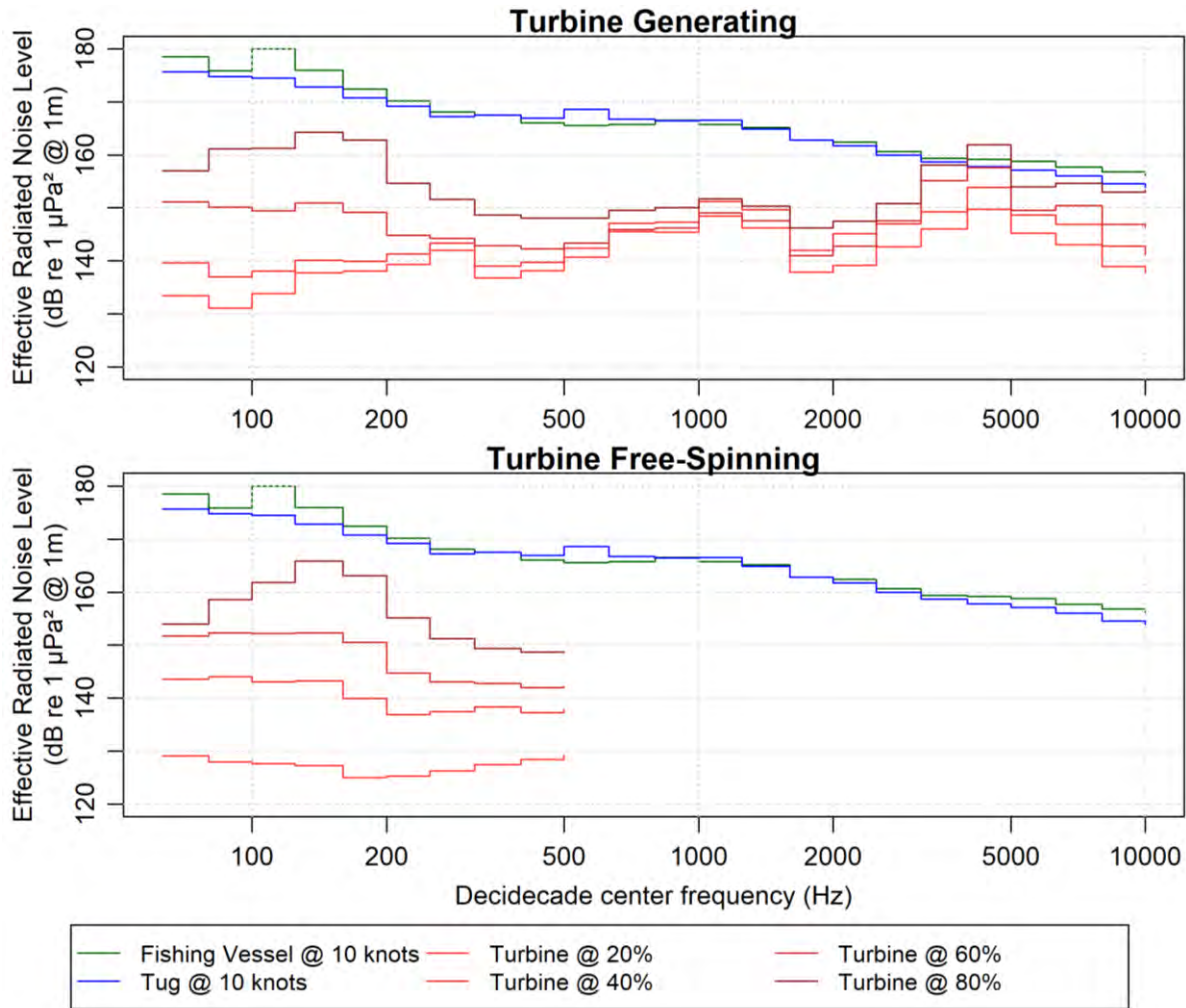 Turbine Generating
Effective Radiated Noise Level
(dB re 1 µPa² @ 1m)
180
160
140
120
100 200 500 1000 2000 5000 10000
Turbine Free-Spinning
Effective Radiated Noise Level
(dB re 1 µPa² @ 1m)
180
160
140
120
100 200 500 1000 2000 5000 10000
Decidecade center frequency (Hz)
Fishing Vessel @ 10 knots Turbine @ 20% Turbine @ 60%
Tug @ 10 knots Turbine @ 40% Turbine @ 80%